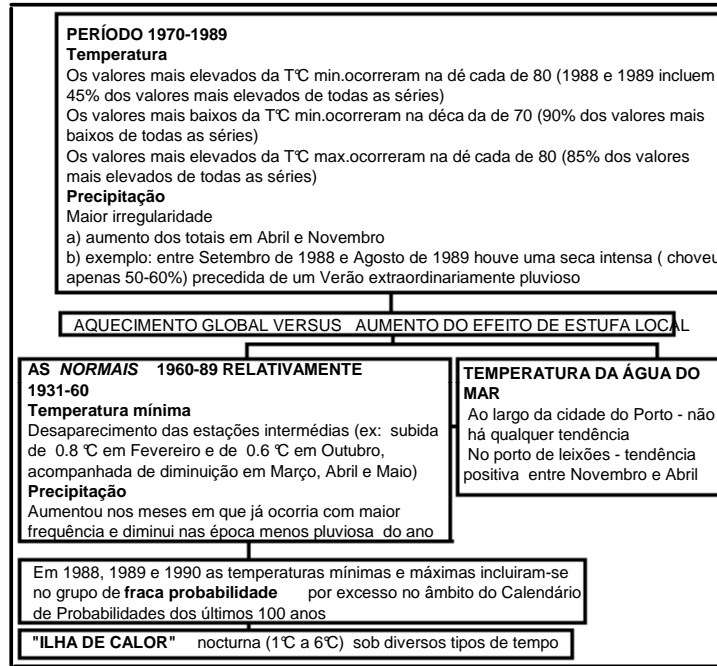 PERÍODO 1970-1989
Temperatura
Os valores mais elevados da T°C min.ocorreram na dé cada de 80 (1988 e 1989 incluem
45% dos valores mais elevados de todas as séries)
Os valores mais baixos da T°C min.ocorreram na déca da de 70 (90% dos valores mais
baixos de todas as séries)
Os valores mais elevados da T°C max.ocorreram na dé cada de 80 (85% dos valores
mais elevados de todas as séries)
Precipitação
Maior irregularidade
a) aumento dos totais em Abril e Novembro
b) exemplo: entre Setembro de 1988 e Agosto de 1989 houve uma seca intensa ( choveu
apenas 50-60%) precedida de um Verão extraordinariamente pluvioso
AQUECIMENTO GLOBAL VERSUS AUMENTO DO EFEITO DE ESTUFA LOCAL
AS NORMAIS 1960-89 RELATIVAMENTE
1931-60
Temperatura mínima
Desaparecimento das estações intermédias (ex: subida
de 0.8 °C em Fevereiro e de 0.6 °C em Outubro,
acompanhada de diminuição em Março, Abril e Maio)
Precipitação
Aumentou nos meses em que já ocorria com maior
frequência e diminui nas época menos pluviosa do ano
TEMPERATURA DA ÁGUA DO
MAR
Ao largo da cidade do Porto - não
há qualquer tendência
No porto de leixões - tendência
positiva entre Novembro e Abril
Em 1988, 1989 e 1990 as temperaturas mínimas e máximas incluiram-se
no grupo de fraca probabilidade por excesso no âmbito do Calendário
de Probabilidades dos últimos 100 anos
"ILHA DE CALOR" nocturna (1°C a 6°C) sob diversos tipos de tempo